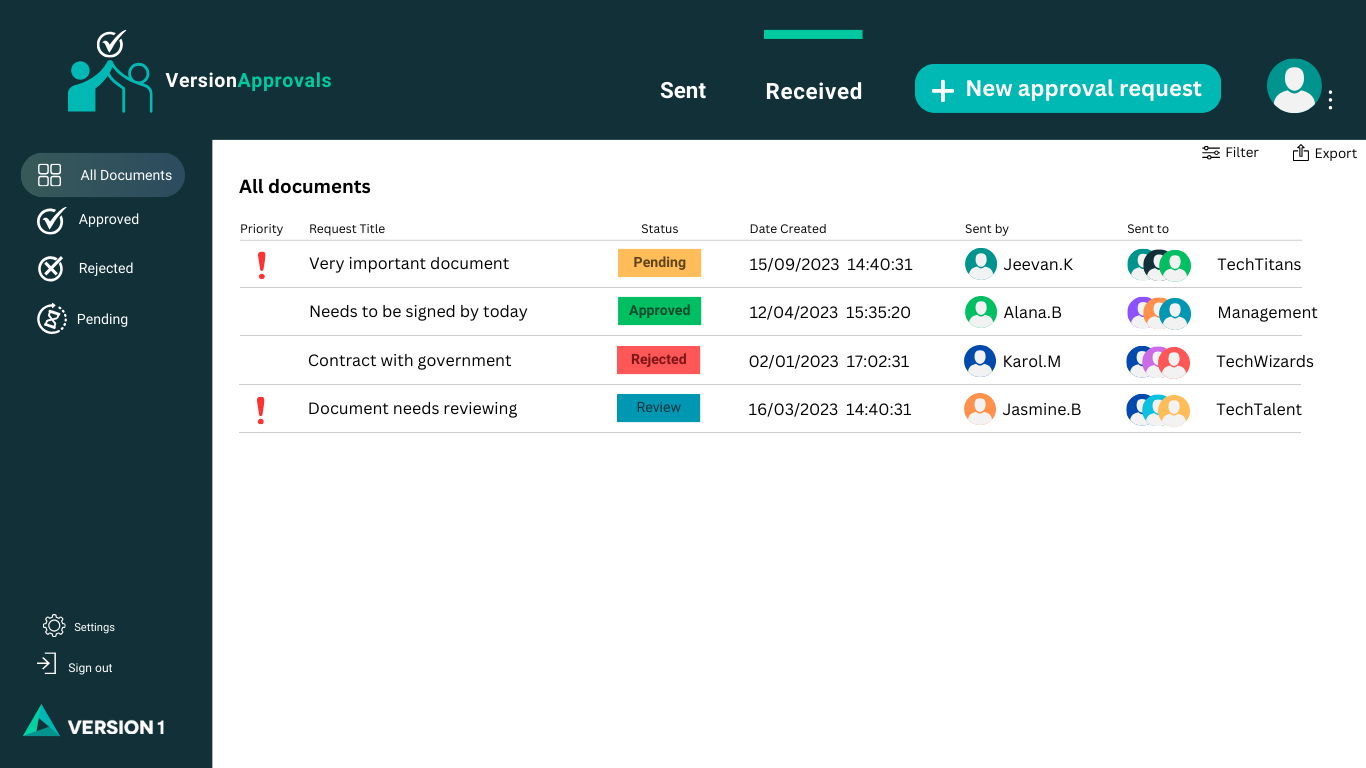 VersionApprovals
Sent
Received
New approval request
All Documents
Approved
Rejected
Pending
Settings
Sign out
VERSION 1
Filter
Export
All documents
Priority Request Title Status Date Created Sent by Sent to
Very important document Pending 15/09/2023 14:40:31 Jeevan.K TechTitans
Needs to be signed by today Approved 12/04/2023 15:35:20 Alana.B Management
Contract with government Rejected 02/01/2023 17:02:31 Karol.M TechWizards
Document needs reviewing Review 16/03/2023 14:40:31 Jasmine.B TechTalent